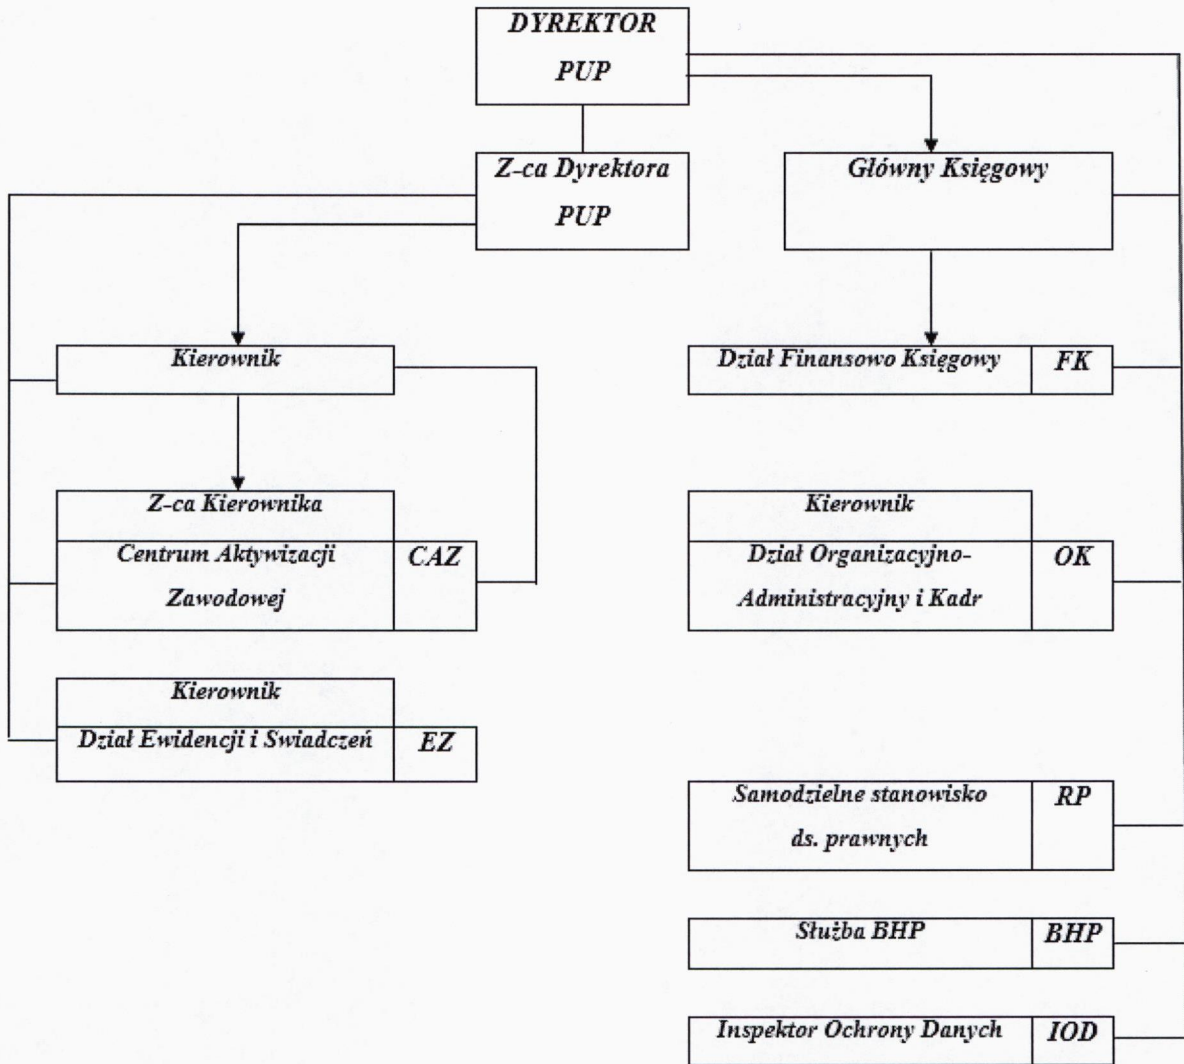 DYREKTOR
PUP
Z-ca Dyrektora
PUP
Główny Księgowy
Kierownik
Dział Finansowo Księgowy FK
Z-ca Kierownika
Centrum Aktywizacji
Zawodowej
CAZ
Kierownik
Dział Organizacyjno-
Administracyjny i Kadr
OK
Kierownik
Dział Ewidencji i Swiadczeń EZ
Samodzielne stanowisko
ds. prawnych
RP
Służba BHP BHP
Inspektor Ochrony Danych IOD